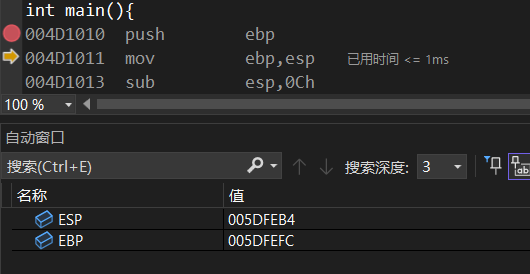 int main(){
004D1010 push ebp
004D1011 mov ebp,esp 已用时间 <= 1ms
004D1013 sub esp,0Ch
100 %
自动窗口
搜索(Ctrl+E) 搜索深度: 3
名称 值
ESP 005DFEB4
EBP 005DFEFC